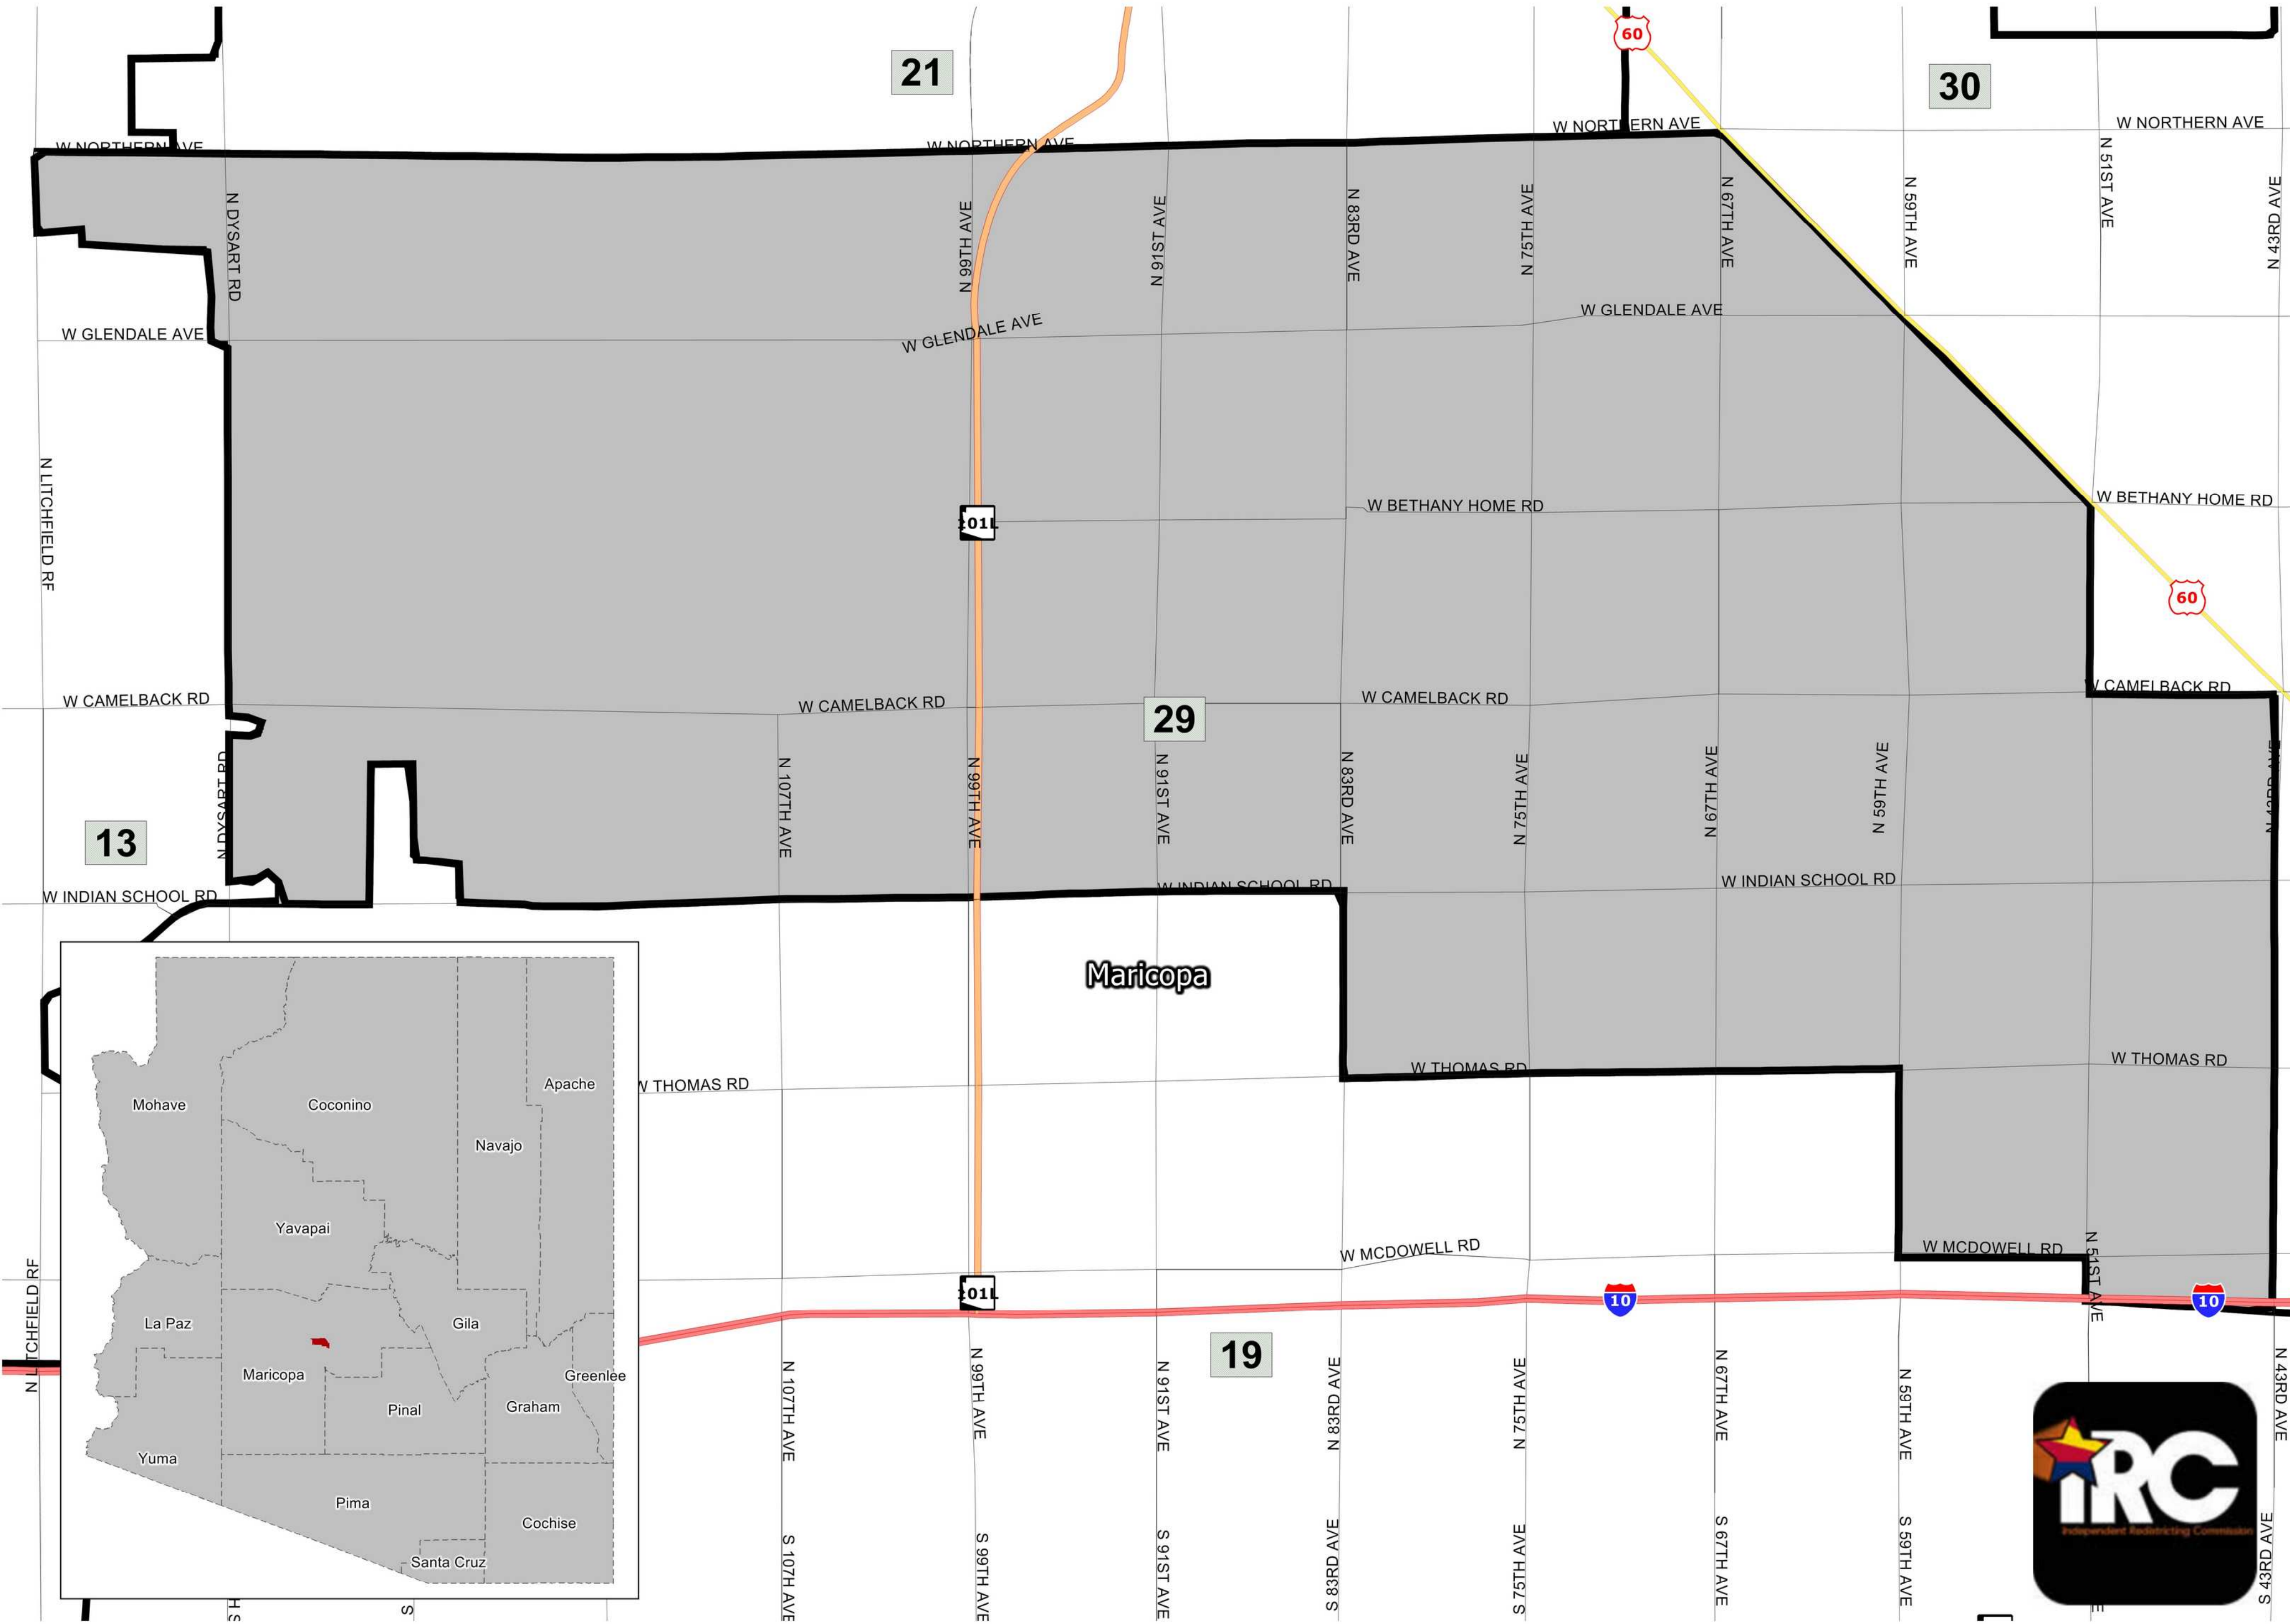 60
21
30
W NORTHERN AVE
W NORTHERN AVE
W NORTHERN AVE
W NORTHERN AVE
N DYSART RD
N 99TH AVE
N 91ST AVE
N 83RD AVE
N 75TH AVE
N 67TH AVE
N 59TH AVE
N 51ST AVE
N 43RD AVE
W GLENDALE AVE
W GLENDALE AVE
W GLENDALE AVE
N LITCHFIELD RF
101L
W BETHANY HOME RD
W BETHANY HOME RD
60
W CAMELBACK RD
W CAMELBACK RD
W CAMELBACK RD
W CAMELBACK RD
29
N DYSART RD
N 107TH AVE
N 99TH AVE
N 91ST AVE
N 83RD AVE
N 75TH AVE
N 67TH AVE
N 59TH AVE
N 43RD AVE
13
W INDIAN SCHOOL RD
W INDIAN SCHOOL RD
W INDIAN SCHOOL RD
Maricopa
W THOMAS RD
W THOMAS RD
W THOMAS RD
W MCDOWELL RD
W MCDOWELL RD
N 51ST AVE
101L
10
10
19
N LITCHFIELD RF
N 107TH AVE
N 99TH AVE
N 91ST AVE
N 83RD AVE
N 75TH AVE
N 67TH AVE
N 59TH AVE
N 43RD AVE
S 107H AVE
S 99TH AVE
S 91ST AVE
S 83RD AVE
S 75TH AVE
S 67TH AVE
S 59TH AVE
S 43RD AVE
Mohave
Coconino
Apache
Navajo
Yavapai
La Paz
Gila
Maricopa
Greenlee
Pinal
Graham
Yuma
Pima
Cochise
Santa Cruz
S
IRC
Independent Redistricting Commission